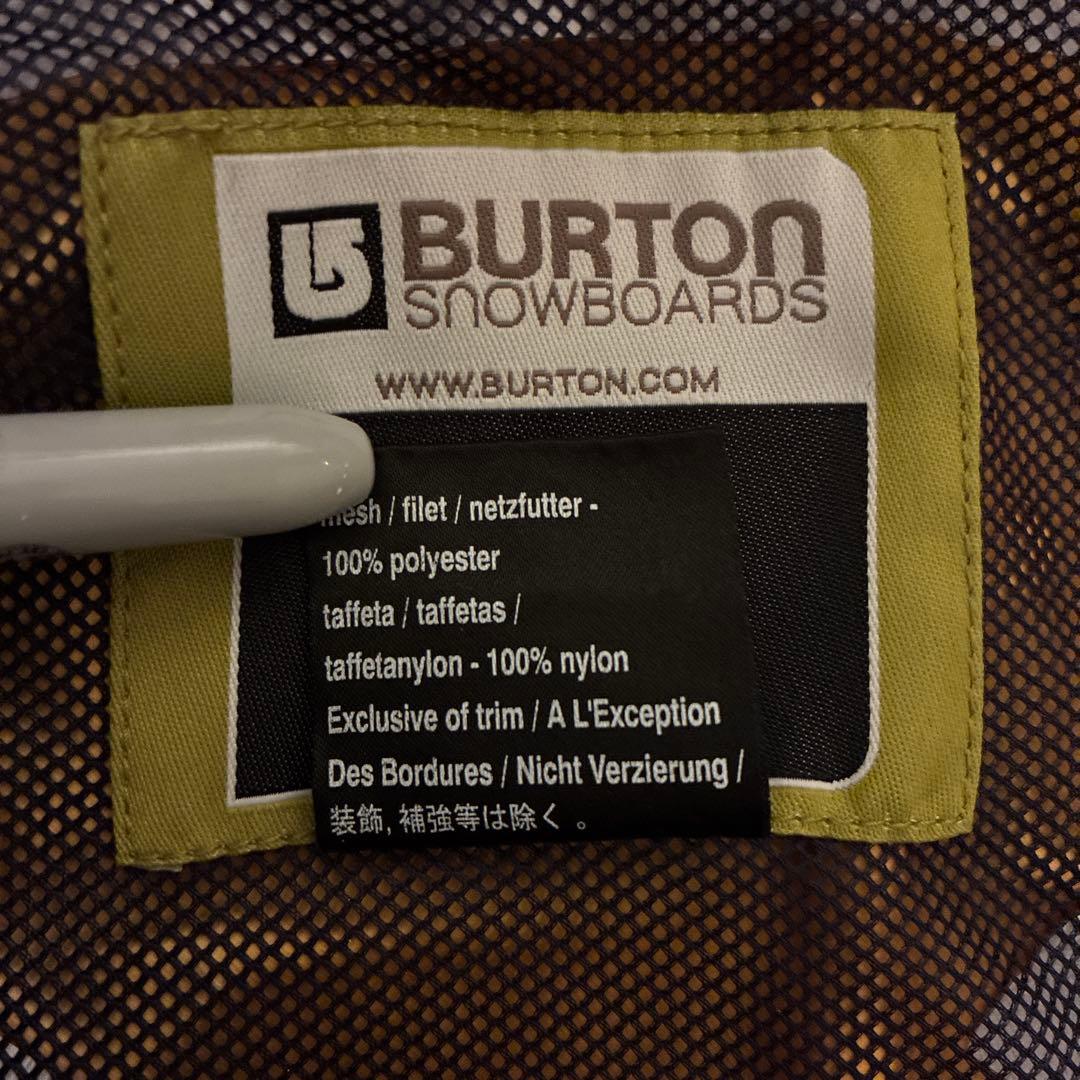 BURTON
SNOWBOARDS
WWW.BURTON.COM
mesh / filet / netzfutter -
100% polyester
taffeta / taffetas /
taffetanylon - 100% nylon
Exclusive of trim / A L'Exception
Des Bordures / Nicht Verzierung /
装飾, 補強等は除く 。